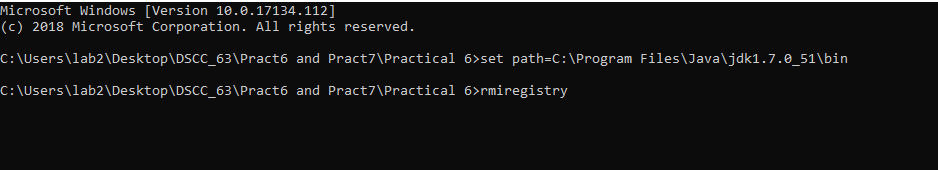 Microsoft Windows [Version 10.0.17134.112]
(c) 2018 Microsoft Corporation. All rights reserved.
C:\Users\lab2\Desktop\DSCC_63\Pract6 and Pract7\Practical 6>set path=C:\Program Files\Java\jdk1.7.0_51\bin
C:\Users\lab2\Desktop\DSCC_63\Pract6 and Pract7\Practical 6>rmiregistry